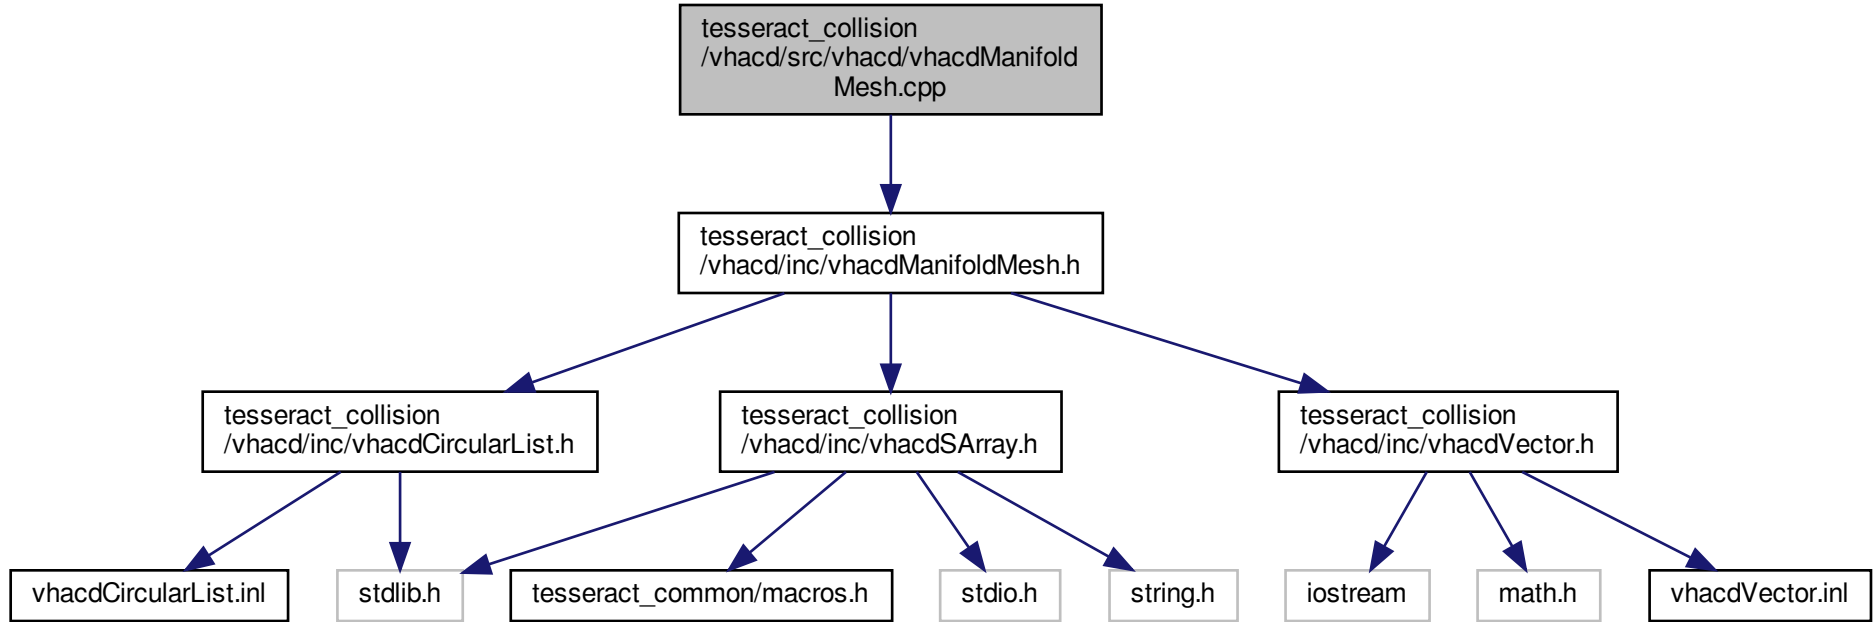 tesseract_collision
/vhacd/src/vhacd/vhacdManifold
Mesh.cpp
tesseract_collision
/vhacd/inc/vhacdManifoldMesh.h
tesseract_collision
/vhacd/inc/vhacdCircularList.h
tesseract_collision
/vhacd/inc/vhacdSArray.h
tesseract_collision
/vhacd/inc/vhacdVector.h
vhacdCircularList.inl
stdlib.h
tesseract_common/macros.h
stdio.h
string.h
iostream
math.h
vhacdVector.inl